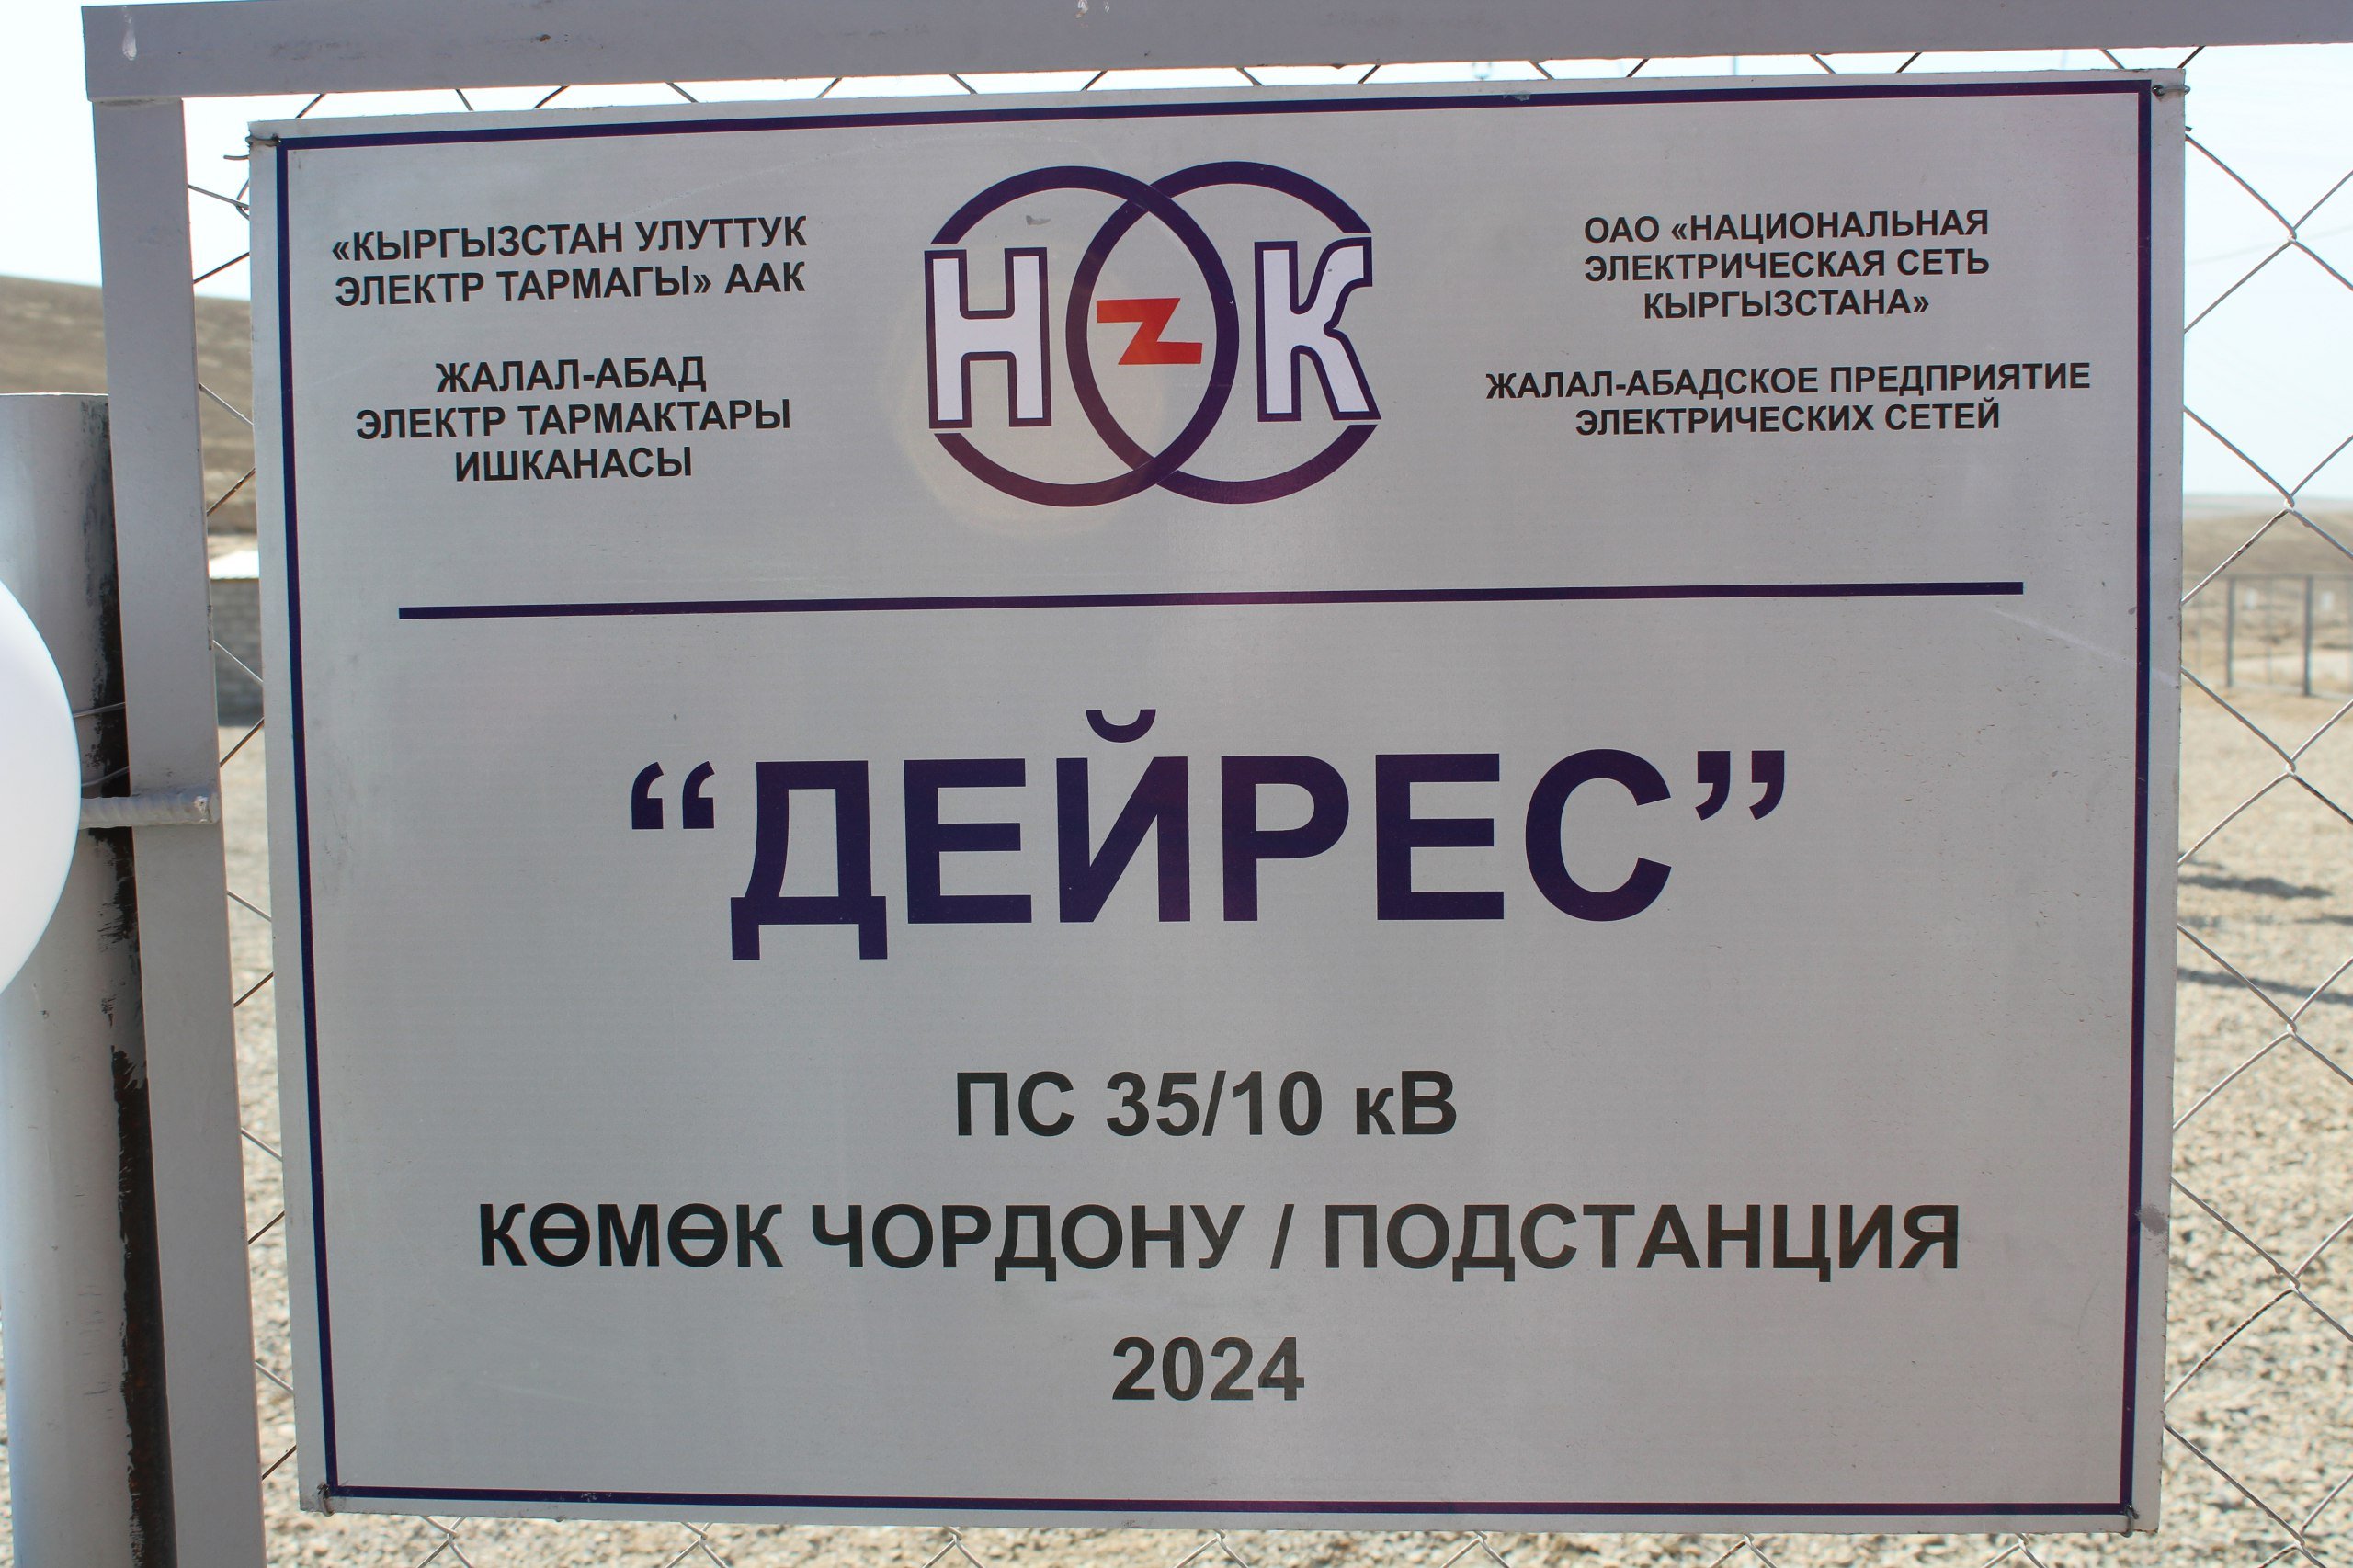 «КЫРГЫЗСТАН УЛУТТУК
ЭЛЕКТР ТАРМАГЫ» ААК
ЖАЛАЛ-АБАД
ЭЛЕКТР ТАРМАКТАРЫ
ИШКАНАСЫ
Н К
ОАО «НАЦИОНАЛЬНАЯ
ЭЛЕКТРИЧЕСКАЯ СЕТЬ
КЫРГЫЗСТАНА»
ЖАЛАЛ-АБАДСКОЕ ПРЕДПРИЯТИЕ
ЭЛЕКТРИЧЕСКИХ СЕТЕЙ
“ДЕЙРЕС”
ПС 35/10 кВ
КӨМӨК ЧОРДОНУ / ПОДСТАНЦИЯ
2024